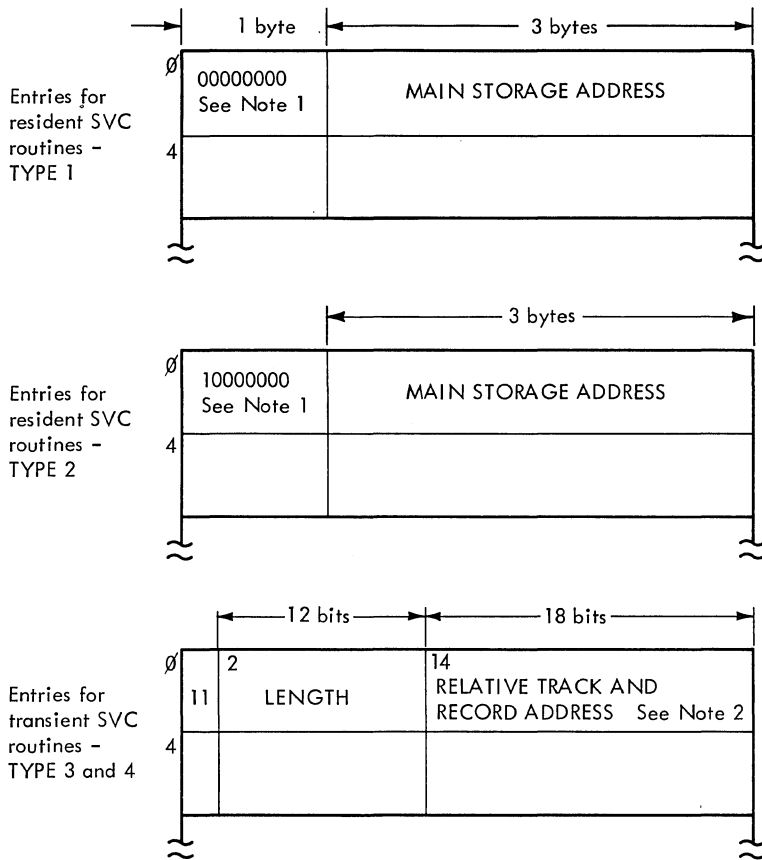 1 byte 3 bytes
Entries for
resident SVC
routines -
TYPE 1
0
00000000
See Note 1
MAIN STORAGE ADDRESS
4
3 bytes
Entries for
resident SVC
routines -
TYPE 2
0
10000000
See Note 1
MAIN STORAGE ADDRESS
4
12 bits 18 bits
Entries for
transient SVC
routines -
TYPE 3 and 4
0
11
2
LENGTH
14
RELATIVE TRACK AND
RECORD ADDRESS See Note 2
4